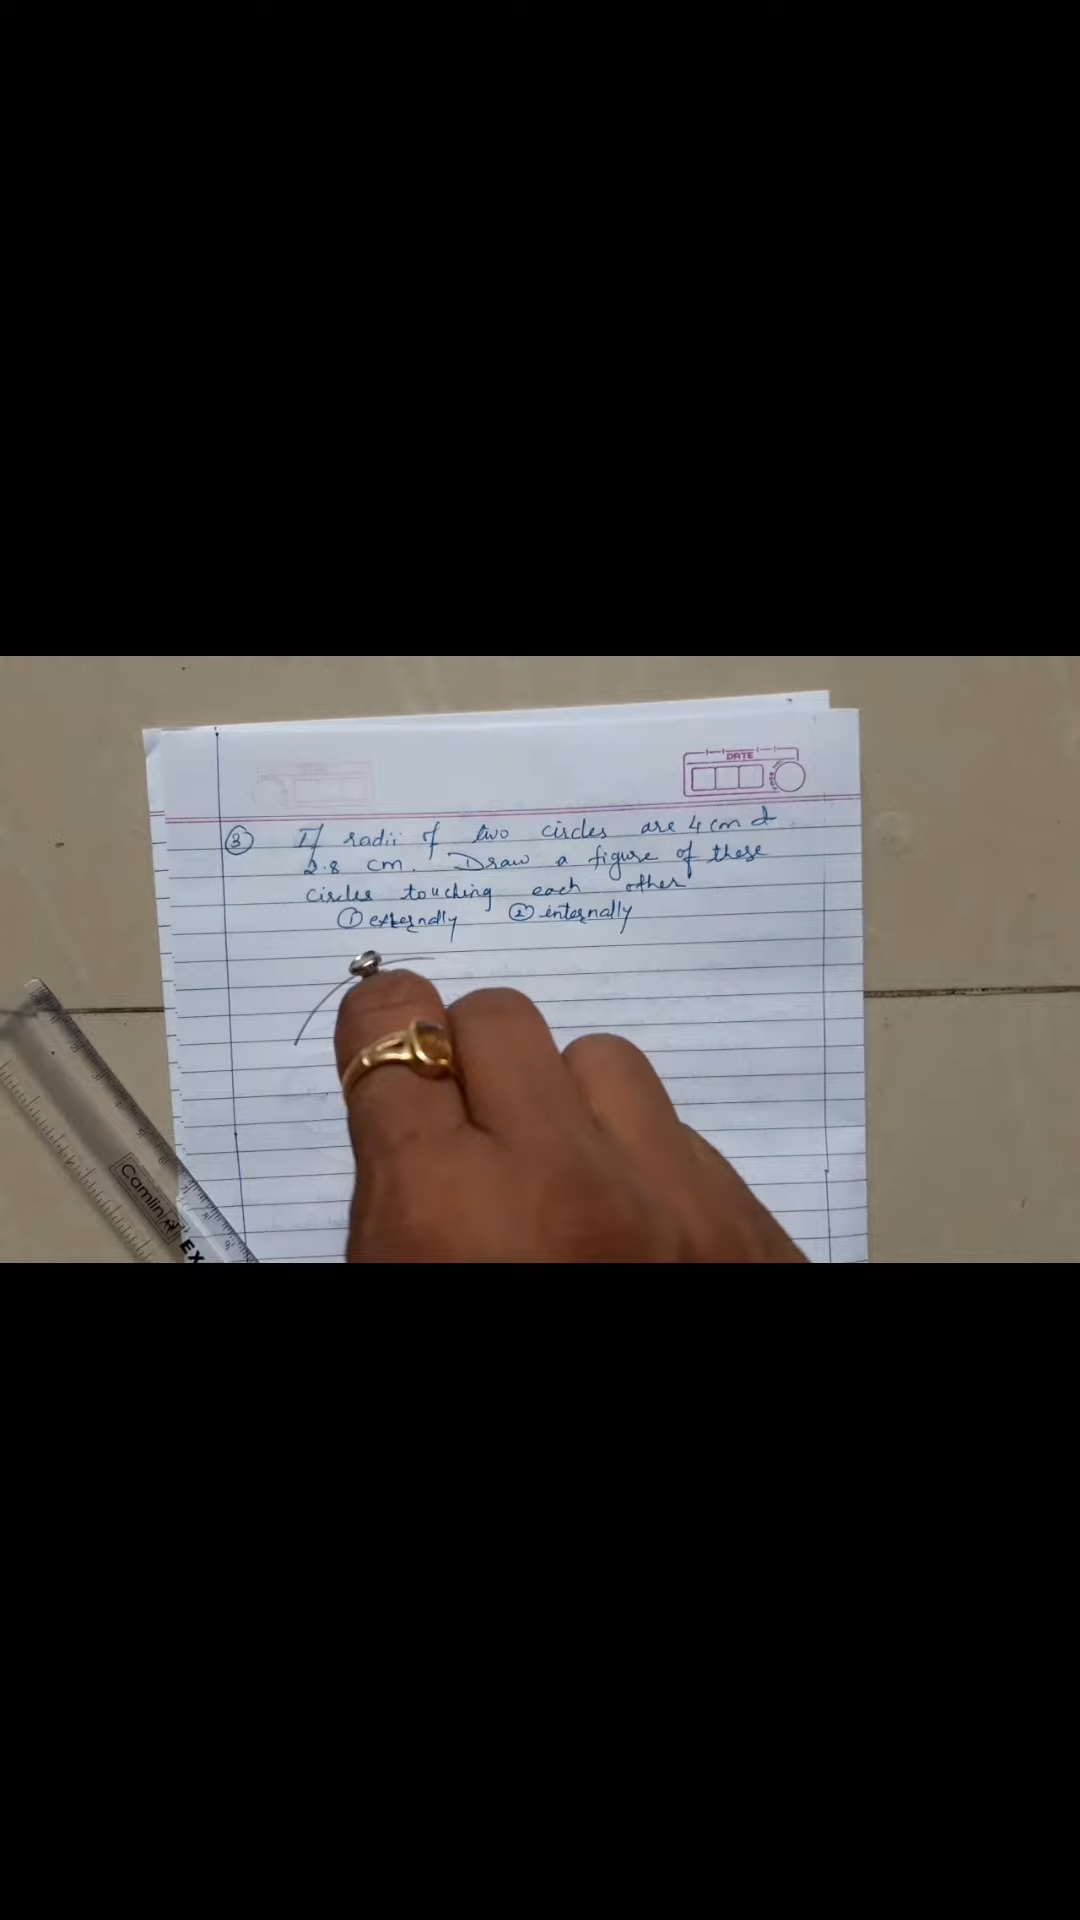 DATE
③ If radii of two circles are 4 cm &
2.8 cm. Draw a figure of these
circles touching each other
① externally ② internally
Camlin
EX